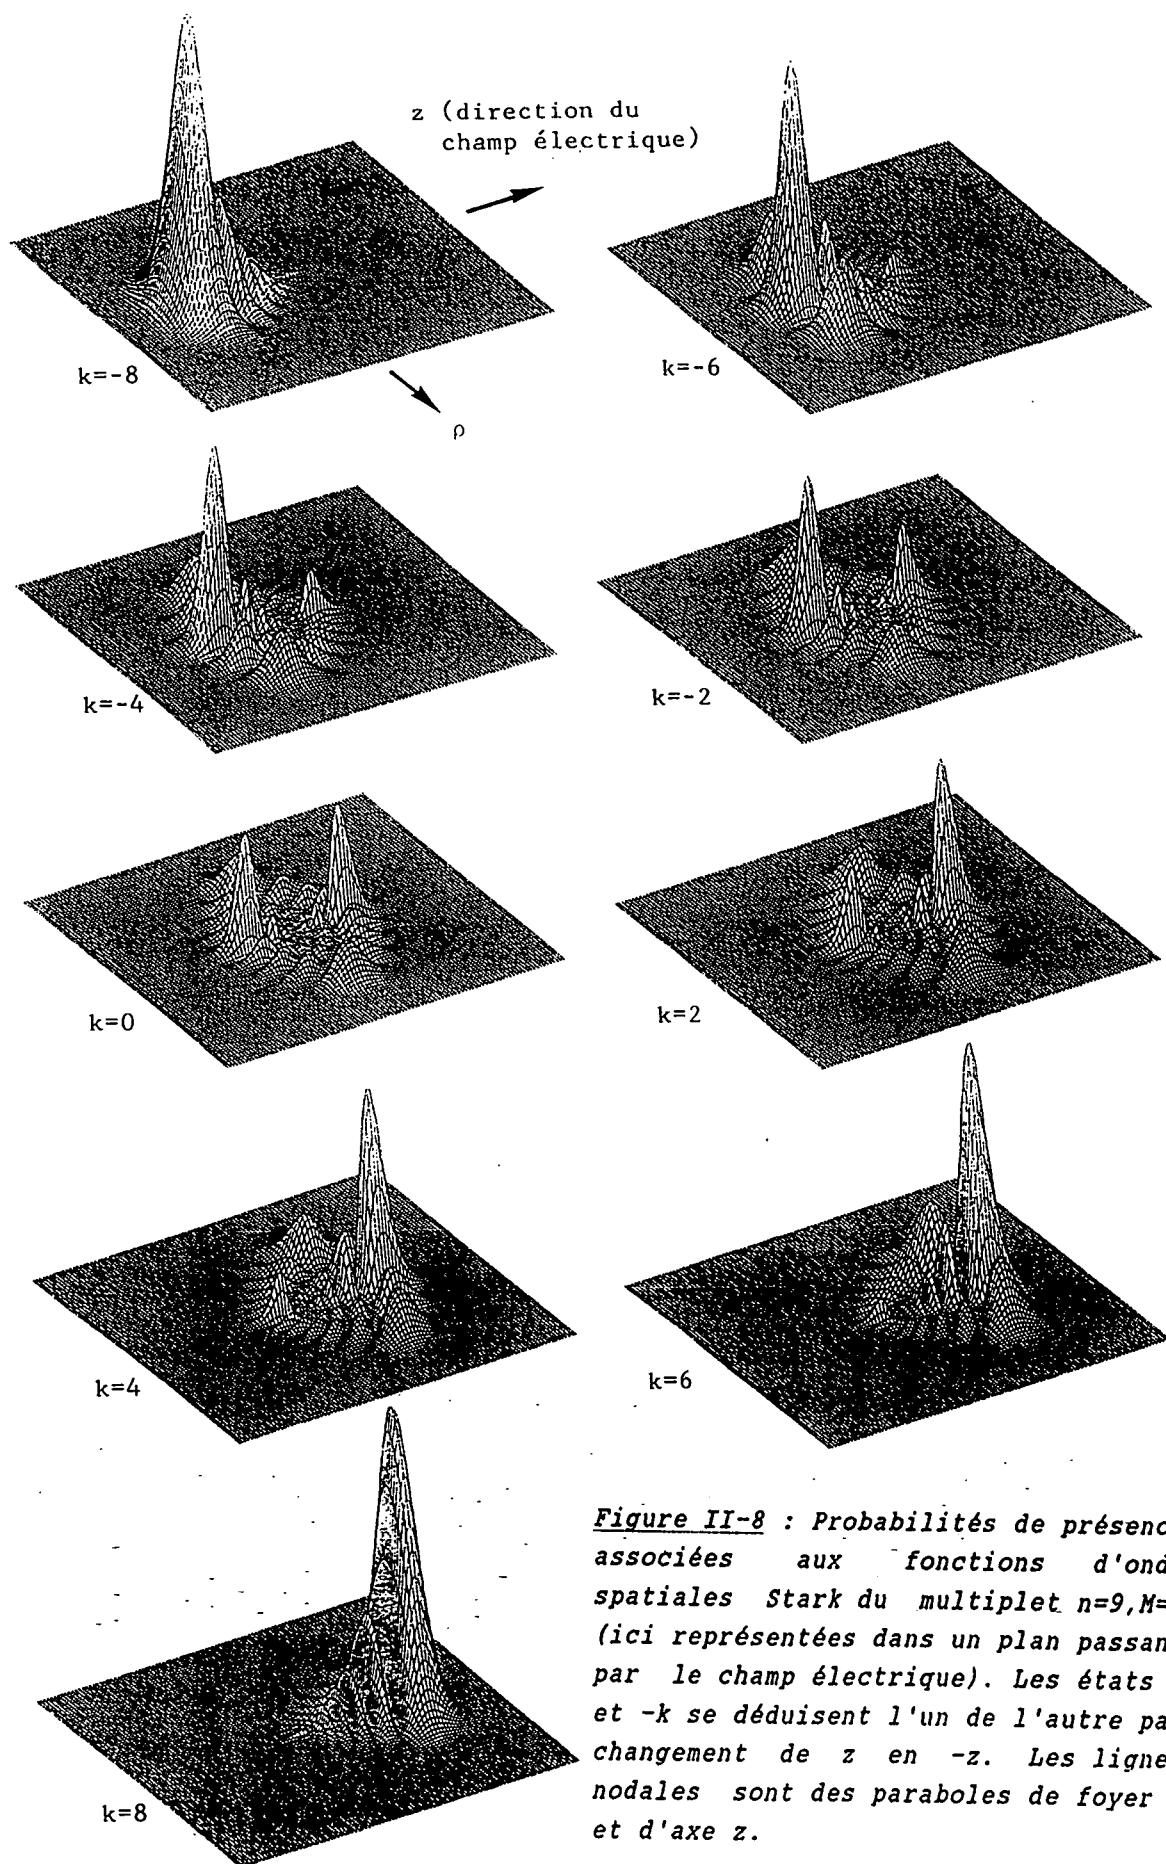 z (direction du
champ électrique)
k=-8
ρ
k=-6
k=-4
k=-2
k=0
k=2
k=4
k=6
k=8
Figure II-8 : Probabilités de présenc
associées aux fonctions d'ond
spatiales Stark du multiplet n=9,M=
(ici représentées dans un plan passan
par le champ électrique). Les états
et -k se déduisent l'un de l'autre pa
changement de z en -z. Les ligne
nodales sont des paraboles de foyer
et d'axe z.